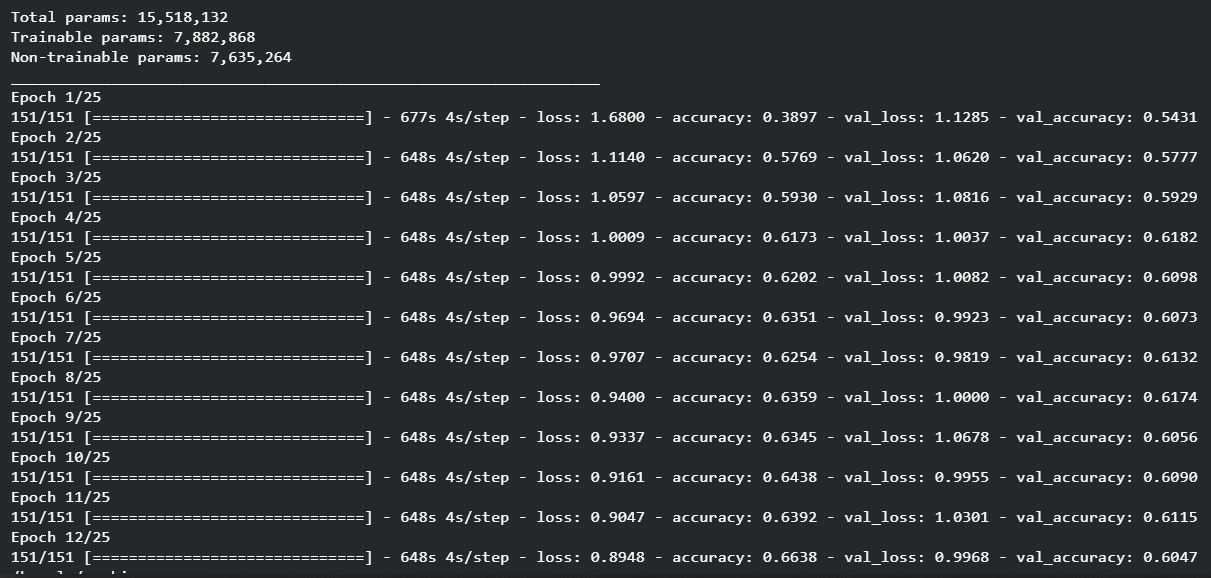 Total params: 15,518,132
Trainable params: 7,882,868
Non-trainable params: 7,635,264
_________________________________________________________________
Epoch 1/25
151/151 [==============================] - 677s 4s/step - loss: 1.6800 - accuracy: 0.3897 - val_loss: 1.1285 - val_accuracy: 0.5431
Epoch 2/25
151/151 [==============================] - 648s 4s/step - loss: 1.1140 - accuracy: 0.5769 - val_loss: 1.0620 - val_accuracy: 0.5777
Epoch 3/25
151/151 [==============================] - 648s 4s/step - loss: 1.0597 - accuracy: 0.5930 - val_loss: 1.0816 - val_accuracy: 0.5929
Epoch 4/25
151/151 [==============================] - 648s 4s/step - loss: 1.0009 - accuracy: 0.6173 - val_loss: 1.0037 - val_accuracy: 0.6182
Epoch 5/25
151/151 [==============================] - 648s 4s/step - loss: 0.9992 - accuracy: 0.6202 - val_loss: 1.0082 - val_accuracy: 0.6098
Epoch 6/25
151/151 [==============================] - 648s 4s/step - loss: 0.9694 - accuracy: 0.6351 - val_loss: 0.9923 - val_accuracy: 0.6073
Epoch 7/25
151/151 [==============================] - 648s 4s/step - loss: 0.9707 - accuracy: 0.6254 - val_loss: 0.9819 - val_accuracy: 0.6132
Epoch 8/25
151/151 [==============================] - 648s 4s/step - loss: 0.9400 - accuracy: 0.6359 - val_loss: 1.0000 - val_accuracy: 0.6174
Epoch 9/25
151/151 [==============================] - 648s 4s/step - loss: 0.9337 - accuracy: 0.6345 - val_loss: 1.0678 - val_accuracy: 0.6056
Epoch 10/25
151/151 [==============================] - 648s 4s/step - loss: 0.9161 - accuracy: 0.6438 - val_loss: 0.9955 - val_accuracy: 0.6090
Epoch 11/25
151/151 [==============================] - 648s 4s/step - loss: 0.9047 - accuracy: 0.6392 - val_loss: 1.0301 - val_accuracy: 0.6115
Epoch 12/25
151/151 [==============================] - 648s 4s/step - loss: 0.8948 - accuracy: 0.6638 - val_loss: 0.9968 - val_accuracy: 0.6047